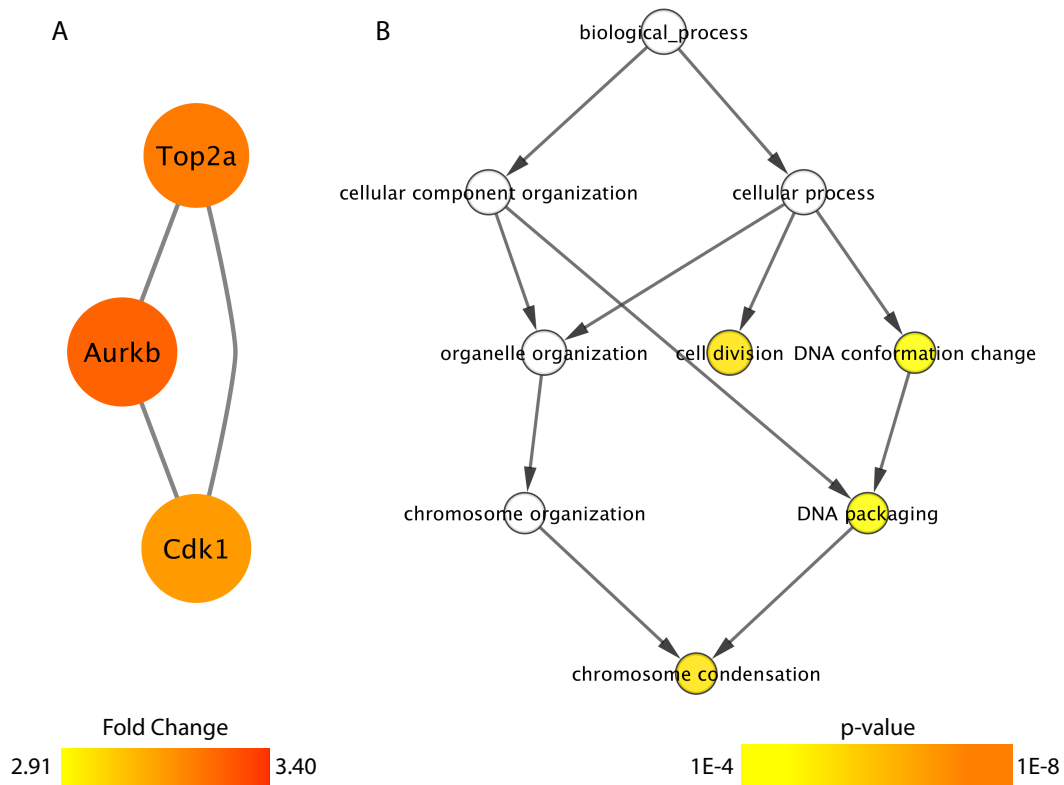 A
B
biological_process
Top2a
cellular component organization
cellular process
Aurkb
organelle organization
cell division
DNA conformation change
chromosome organization
DNA packaging
Cdk1
chromosome condensation
Fold Change
2.91
3.40
p-value
1E-4
1E-8